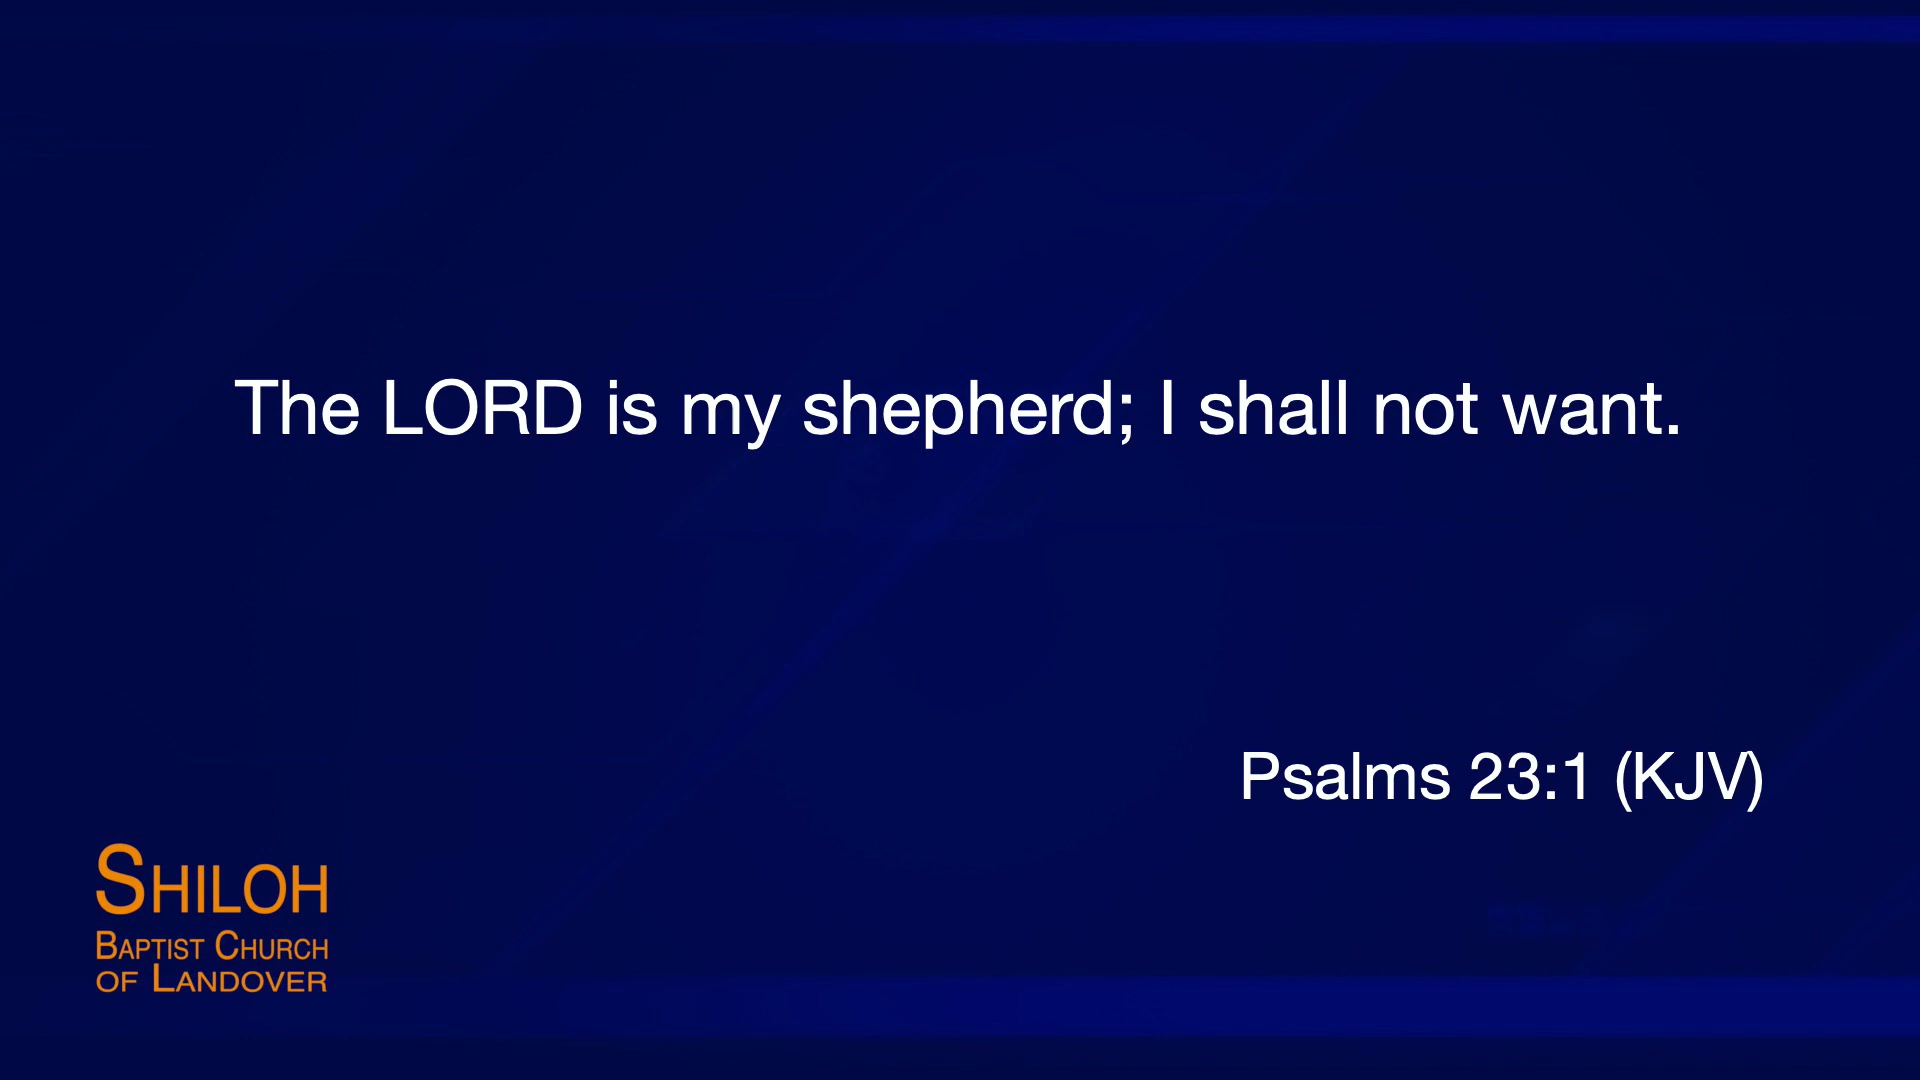 The LORD is my shepherd; I shall not want.
Psalms 23:1 (KJV)
SHILOH
BAPTIST CHURCH
OF LANDOVER